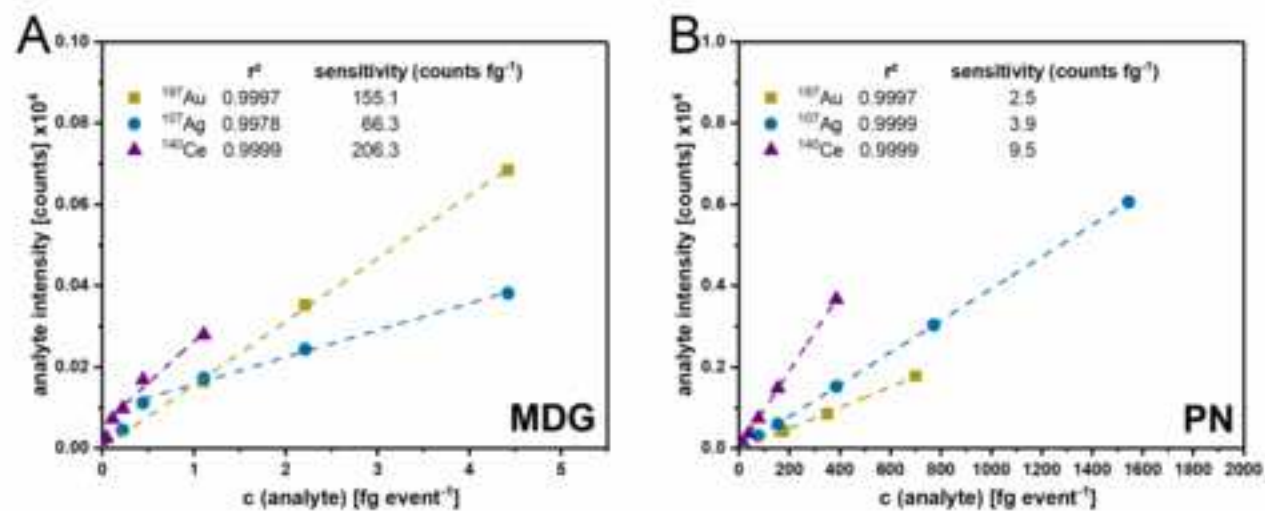 A
B
r² sensitivity (counts fg⁻¹)
¹⁹⁷Au 0.9997 155.1
¹⁰⁷Ag 0.9978 66.3
¹⁴⁰Ce 0.9999 206.3
analyte intensity [counts] x10⁴
0.10
0.08
0.06
0.04
0.02
0.00
0 1 2 3 4 5
c (analyte) [fg event⁻¹]
MDG
r² sensitivity (counts fg⁻¹)
¹⁹⁷Au 0.9997 2.5
¹⁰⁷Ag 0.9999 3.9
¹⁴⁰Ce 0.9999 9.5
analyte intensity [counts] x10⁴
1.0
0.8
0.6
0.4
0.2
0.0
0 200 400 600 800 1000 1200 1400 1600 1800 2000
c (analyte) [fg event⁻¹]
PN